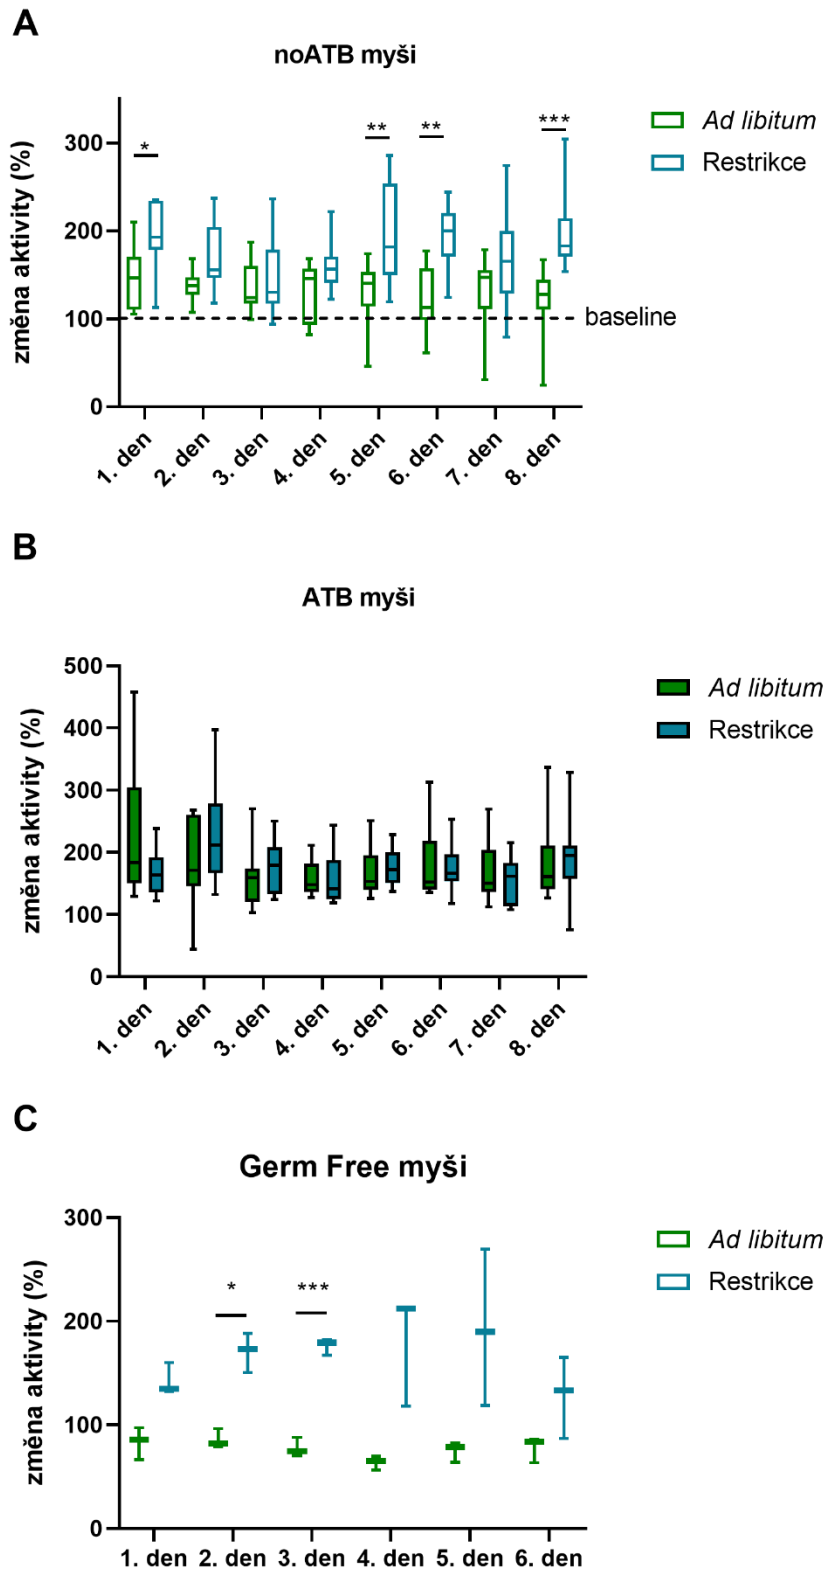 A
noATB myši
změna aktivity (%)
300
200
100
0
*
**
**
***
baseline
Ad libitum
Restrikce
1. den
2. den
3. den
4. den
5. den
6. den
7. den
8. den
B
ATB myši
změna aktivity (%)
500
400
300
200
100
0
Ad libitum
Restrikce
1. den
2. den
3. den
4. den
5. den
6. den
7. den
8. den
C
Germ Free myši
změna aktivity (%)
300
200
100
0
*
***
Ad libitum
Restrikce
1. den
2. den
3. den
4. den
5. den
6. den